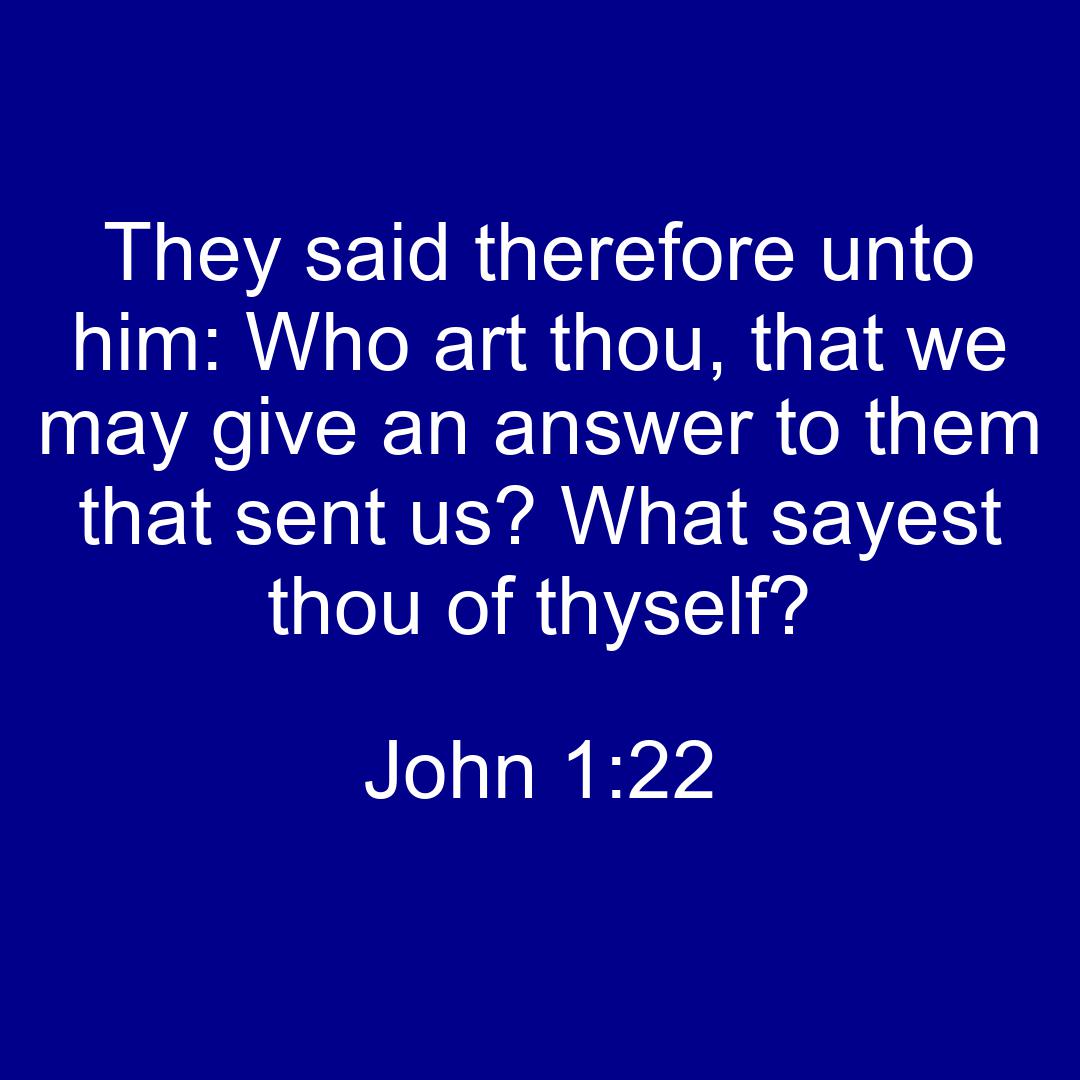 They said therefore unto
him: Who art thou, that we
may give an answer to them
that sent us? What sayest
thou of thyself?
John 1:22